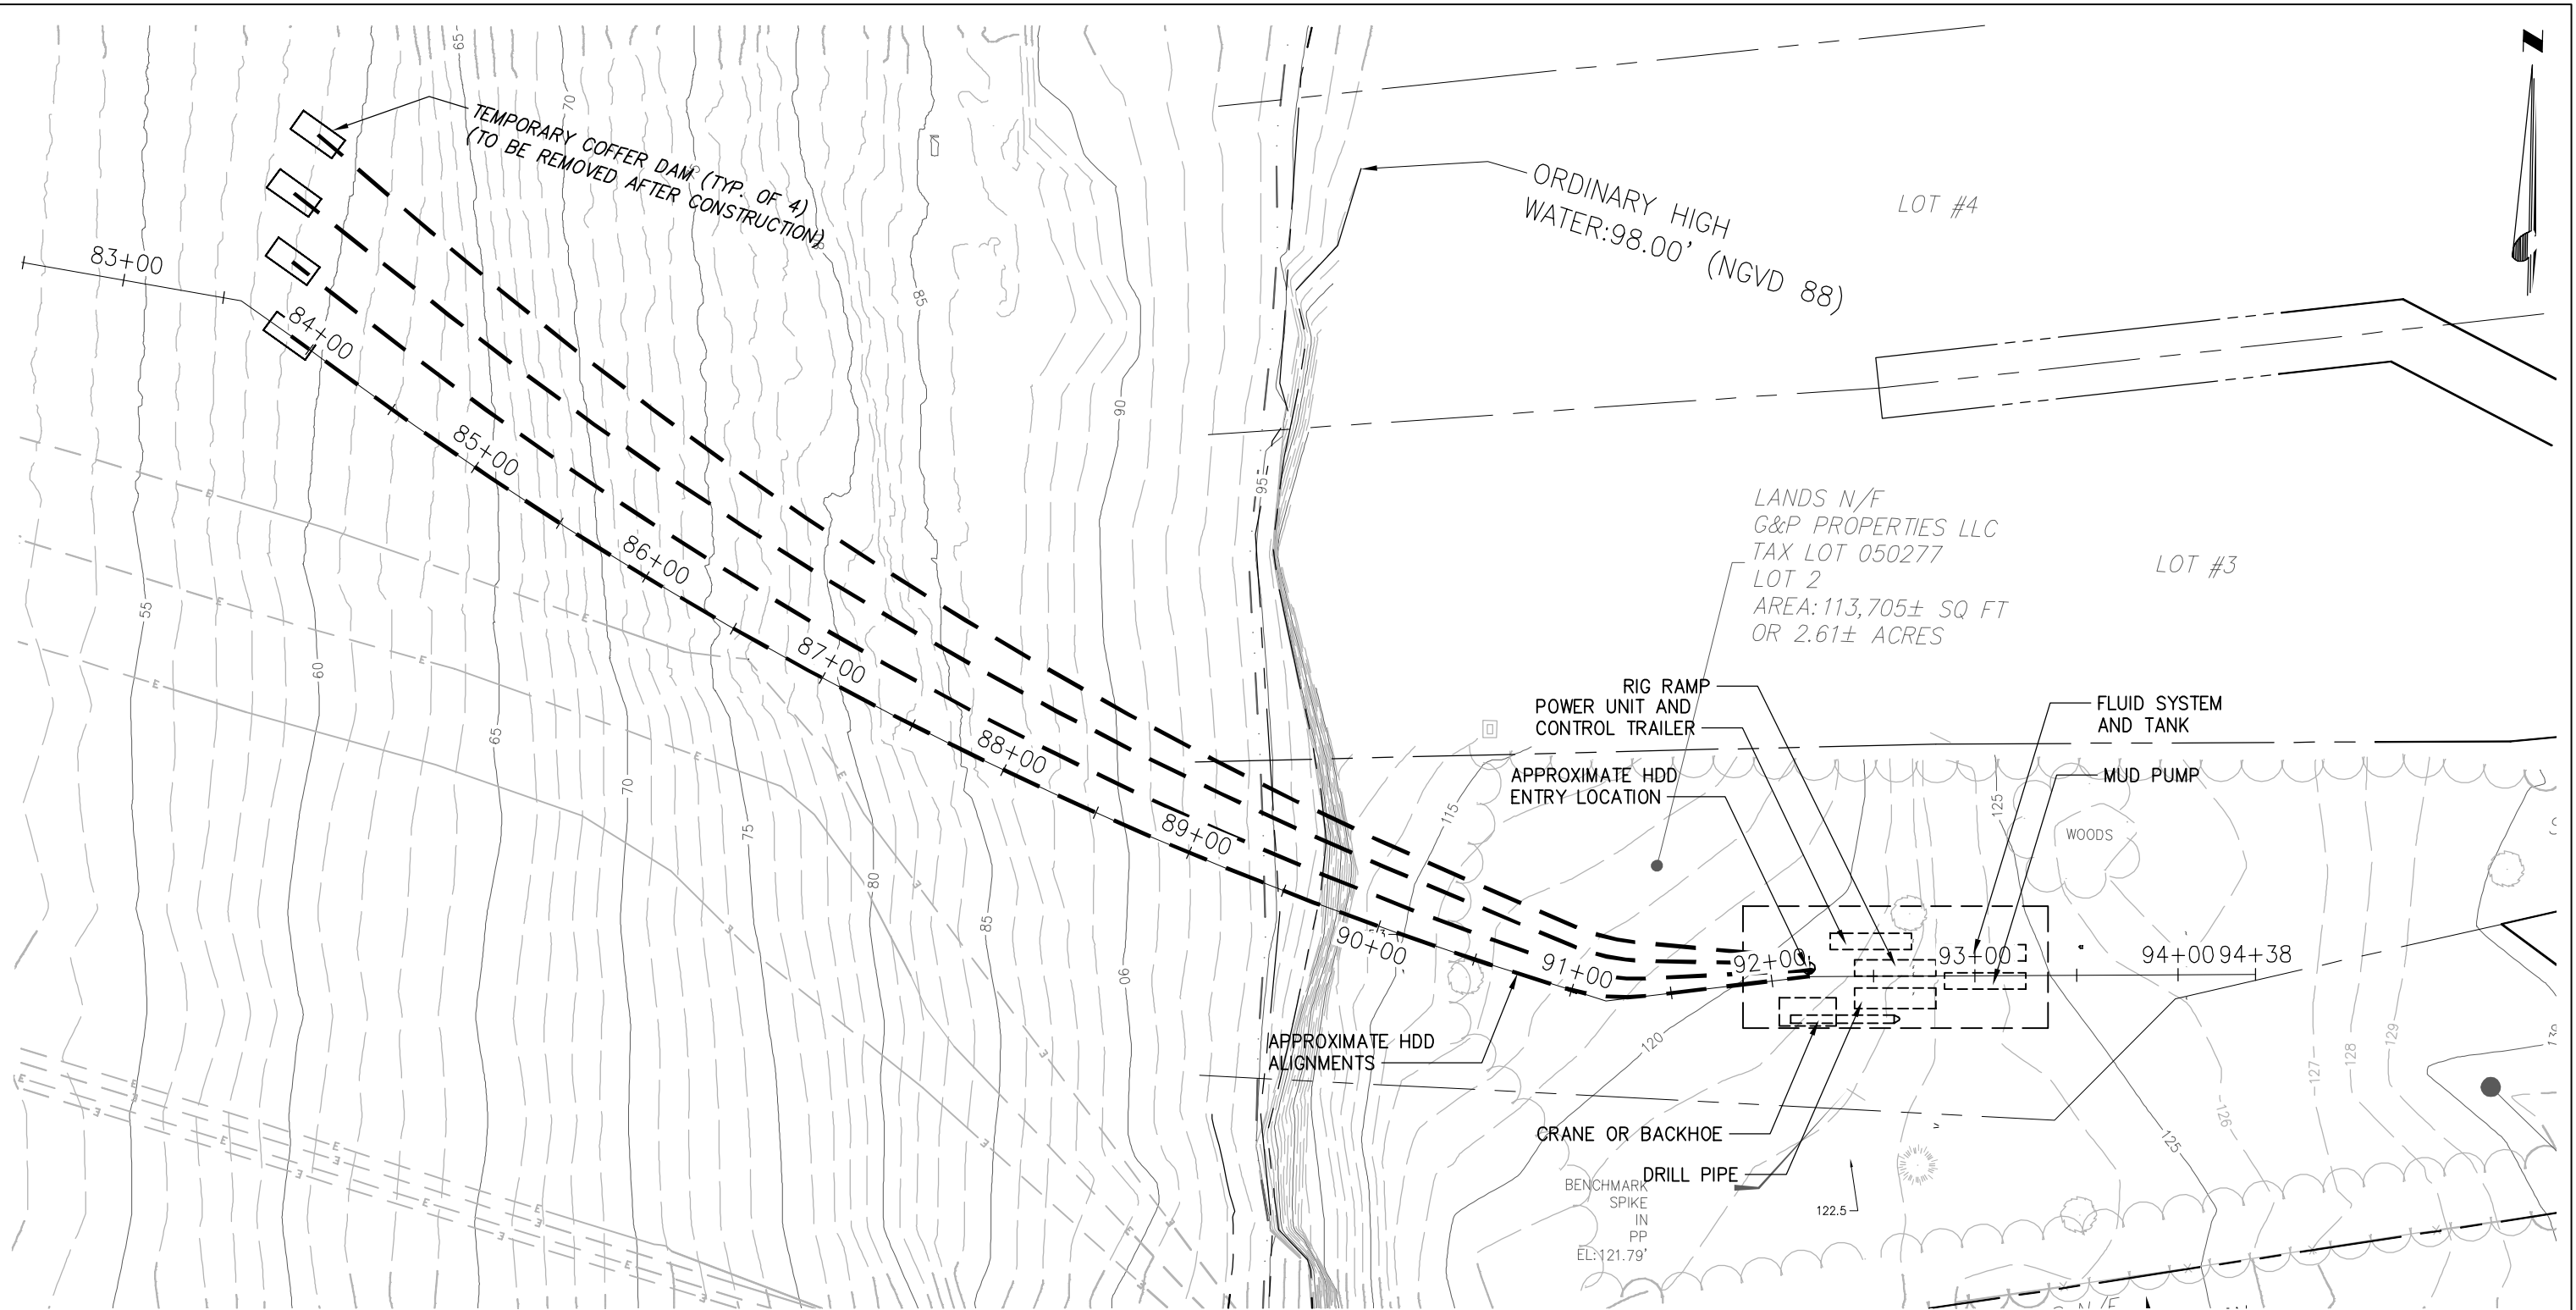 N
TEMPORARY COFFER DAM (TYP. OF 4)
(TO BE REMOVED AFTER CONSTRUCTION)
ORDINARY HIGH
WATER:98.00' (NGVD 88)
LOT #4
83+00
84+00
85+00
86+00
87+00
88+00
89+00
90+00
91+00
92+00
93+00
94+00
94+38
65
70
85
90
95
55
60
65
70
75
80
85
90
LANDS N/F
G&P PROPERTIES LLC
TAX LOT 050277
LOT 2
AREA:113,705± SQ FT
OR 2.61± ACRES
LOT #3
RIG RAMP
POWER UNIT AND
CONTROL TRAILER
APPROXIMATE HDD
ENTRY LOCATION
FLUID SYSTEM
AND TANK
MUD PUMP
WOODS
115
125
120
APPROXIMATE HDD
ALIGNMENTS
CRANE OR BACKHOE
DRILL PIPE
BENCHMARK
SPIKE
IN
PP
EL:121.79'
122.5
125
126
127
128
129
E
E
E
E
E
E
E
E
E
E
E
E
E
E